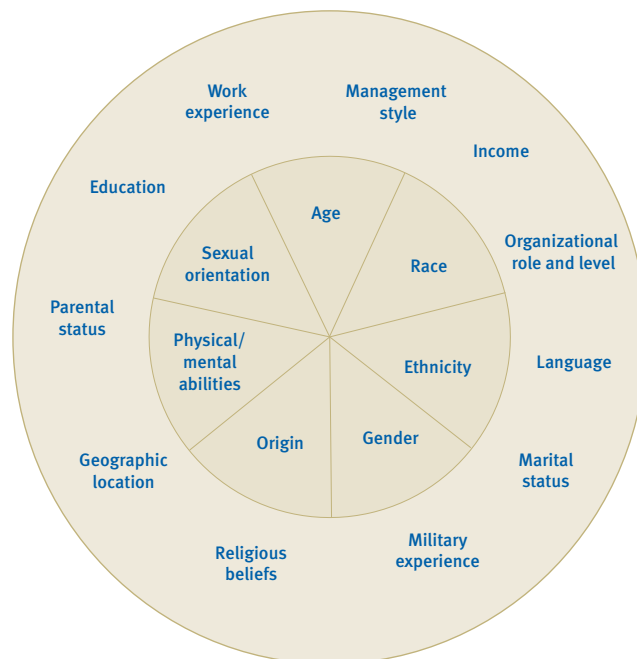 Work
experience
Management
style
Income
Organizational
role and level
Language
Marital
status
Military
experience
Religious
beliefs
Geographic
location
Parental
status
Education
Age
Race
Ethnicity
Gender
Origin
Physical/
mental
abilities
Sexual
orientation